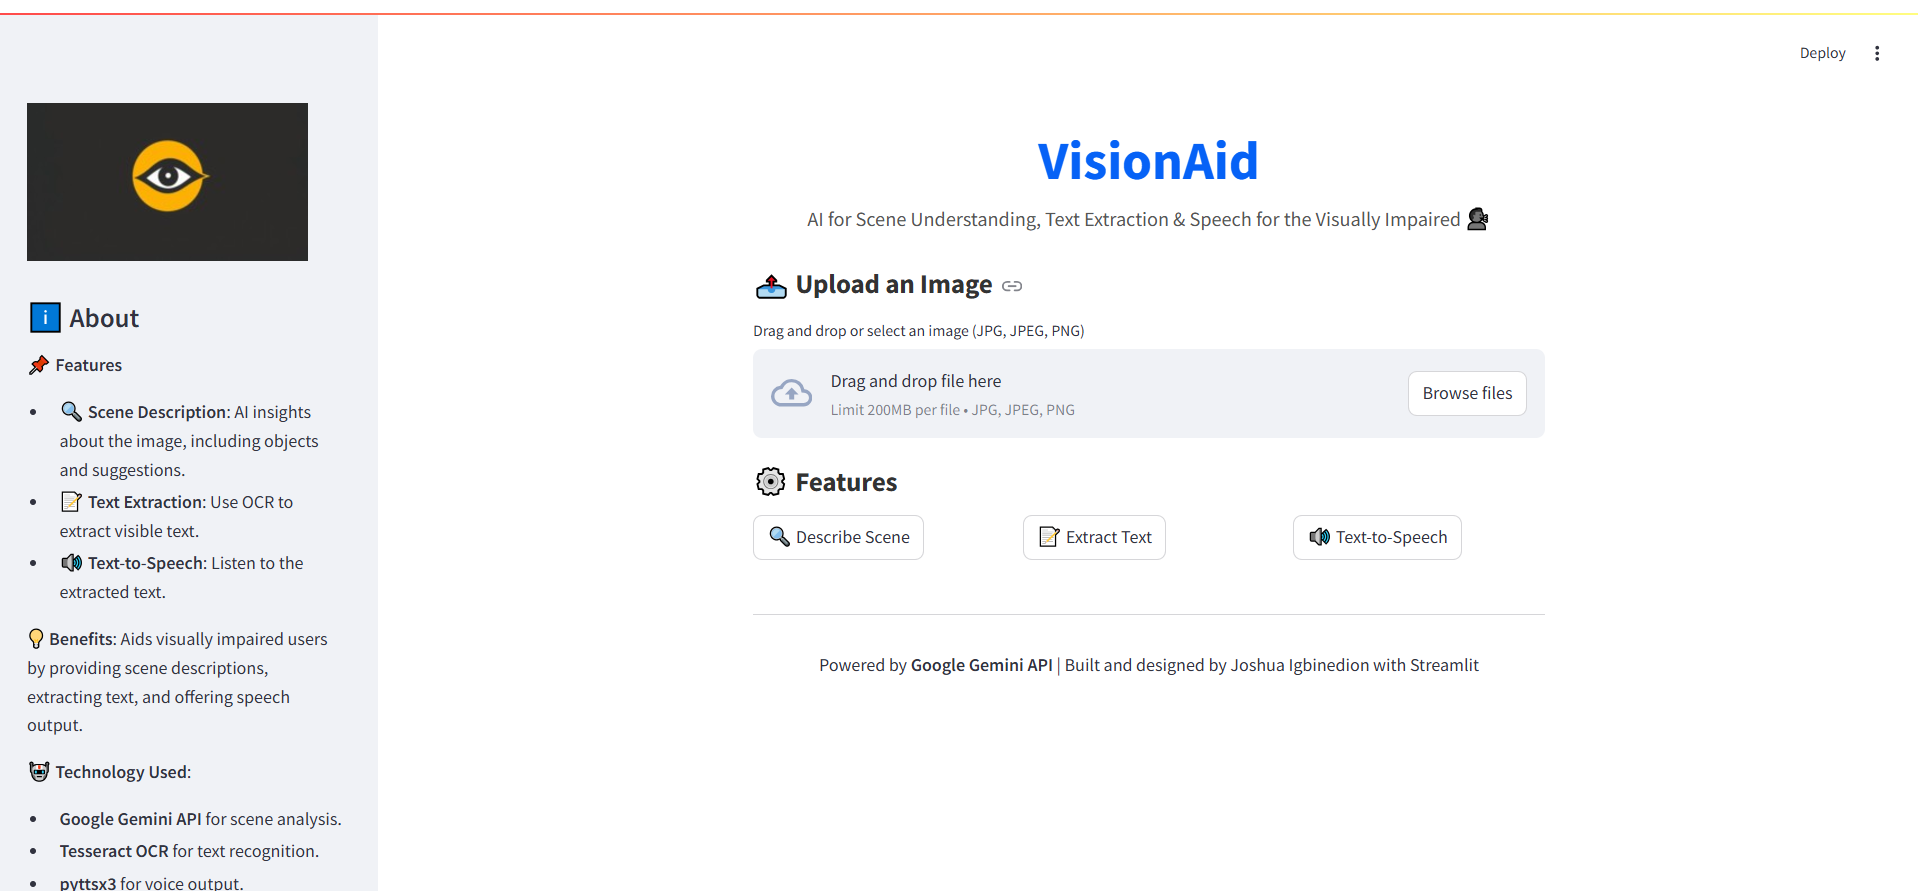 Deploy
About
Features
Scene Description: AI insights
about the image, including objects
and suggestions.
Text Extraction: Use OCR to
extract visible text.
Text-to-Speech: Listen to the
extracted text.
Benefits: Aids visually impaired users
by providing scene descriptions,
extracting text, and offering speech
output.
Technology Used:
Google Gemini API for scene analysis.
Tesseract OCR for text recognition.
pyttsx3 for voice output.
VisionAid
AI for Scene Understanding, Text Extraction & Speech for the Visually Impaired
Upload an Image
Drag and drop or select an image (JPG, JPEG, PNG)
Drag and drop file here
Limit 200MB per file • JPG, JPEG, PNG
Browse files
Features
Describe Scene
Extract Text
Text-to-Speech
Powered by Google Gemini API | Built and designed by Joshua Igbinedion with Streamlit